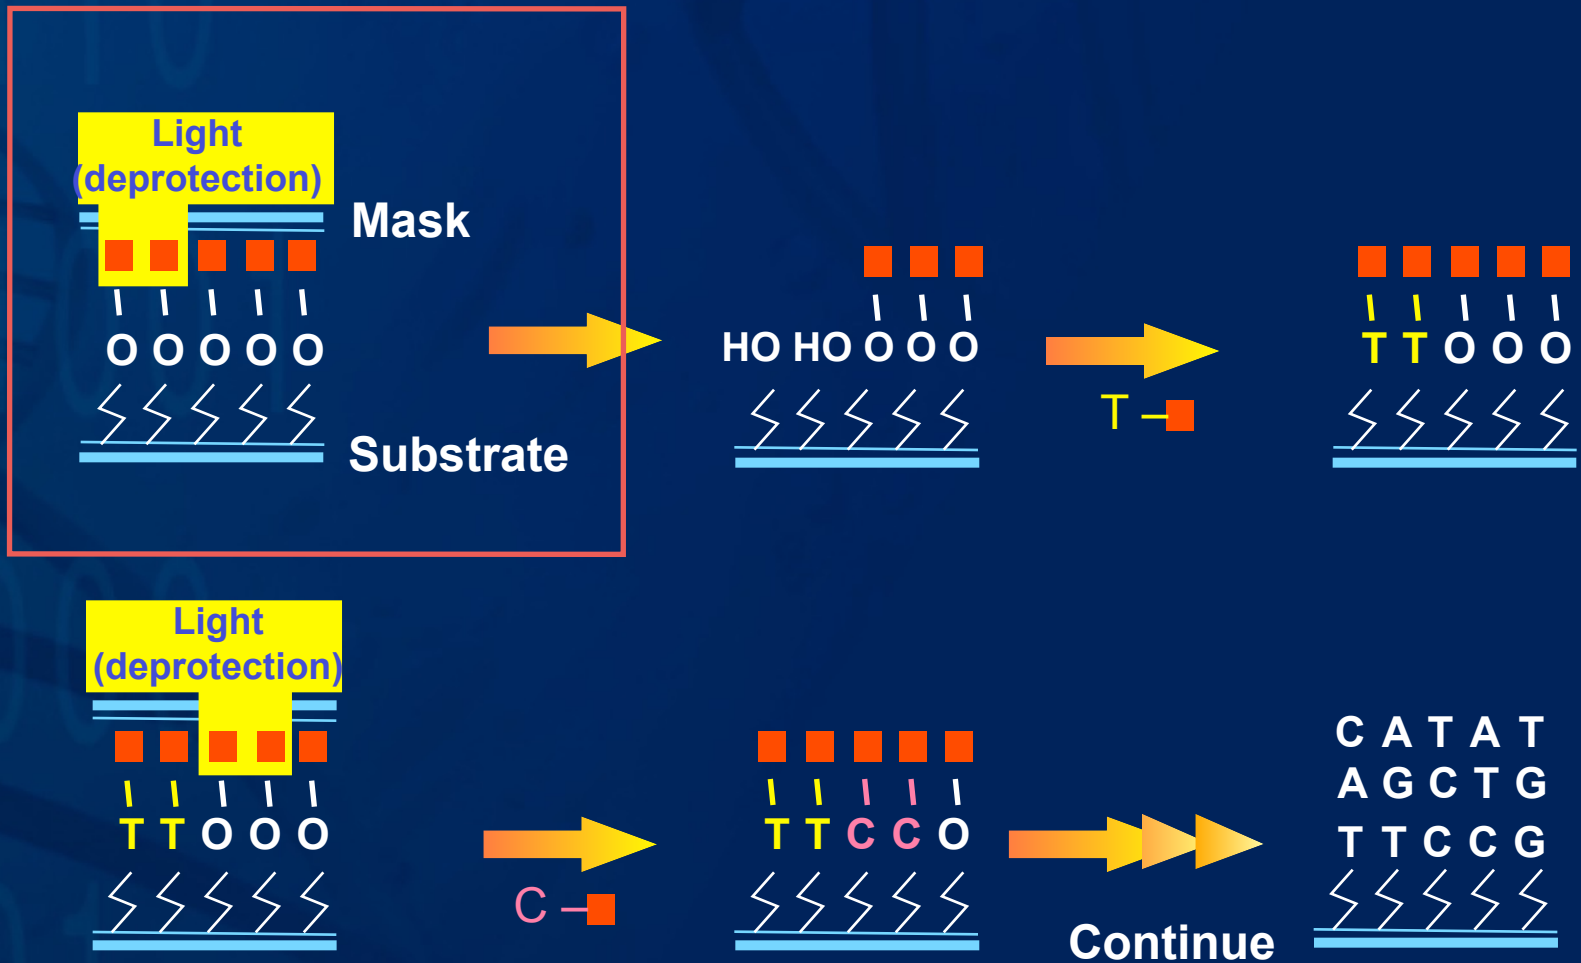 Light
(deprotection)
Mask
O O O O O
Substrate
HO HO O O O
T
T T O O O
Light
(deprotection)
T T O O O
C
T T C C O
Continue
C A T A T
A G C T G
T T C C G